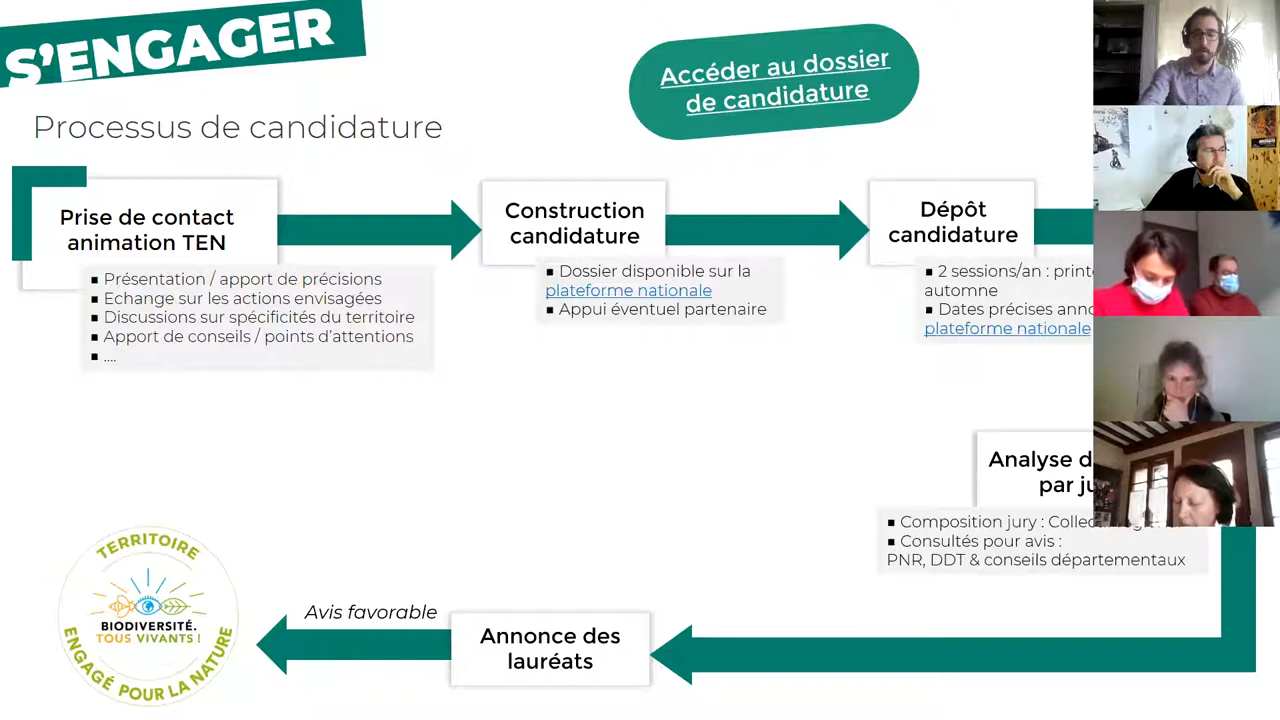 S'ENGAGER
Accéder au dossier
de candidature
Processus de candidature
Prise de contact
animation TEN
▪ Présentation / apport de précisions
▪ Echange sur les actions envisagées
▪ Discussions sur spécificités du territoire
▪ Apport de conseils / points d'attentions
▪ ....
Construction
candidature
▪ Dossier disponible sur la
plateforme nationale
▪ Appui éventuel partenaire
Dépôt
candidature
▪ 2 sessions/an :
automne
▪ Dates précises
plateforme nationale
Analyse
par
▪ Composition jury :
▪ Consultés pour avis :
PNR, DDT & conseils départementaux
Annonce des
lauréats
Avis favorable
TERRITOIRE
BIODIVERSITÉ.
TOUS VIVANTS !
ENGAGÉ POUR LA NATURE